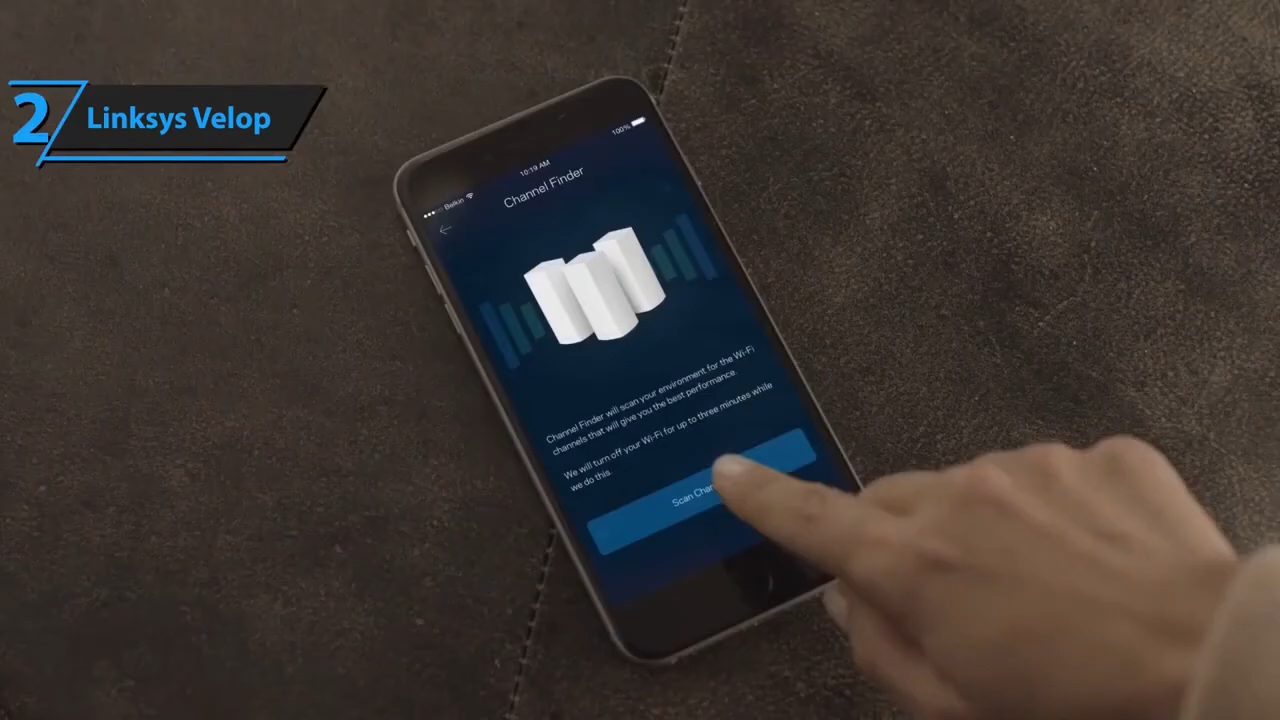 2
Linksys Velop
Belkin
10:19 AM
100%
Channel Finder
Channel Finder will scan your environment for the Wi-Fi
channels that will give you the best performance.
We will turn off your Wi-Fi for up to three minutes while
we do this.
Scan